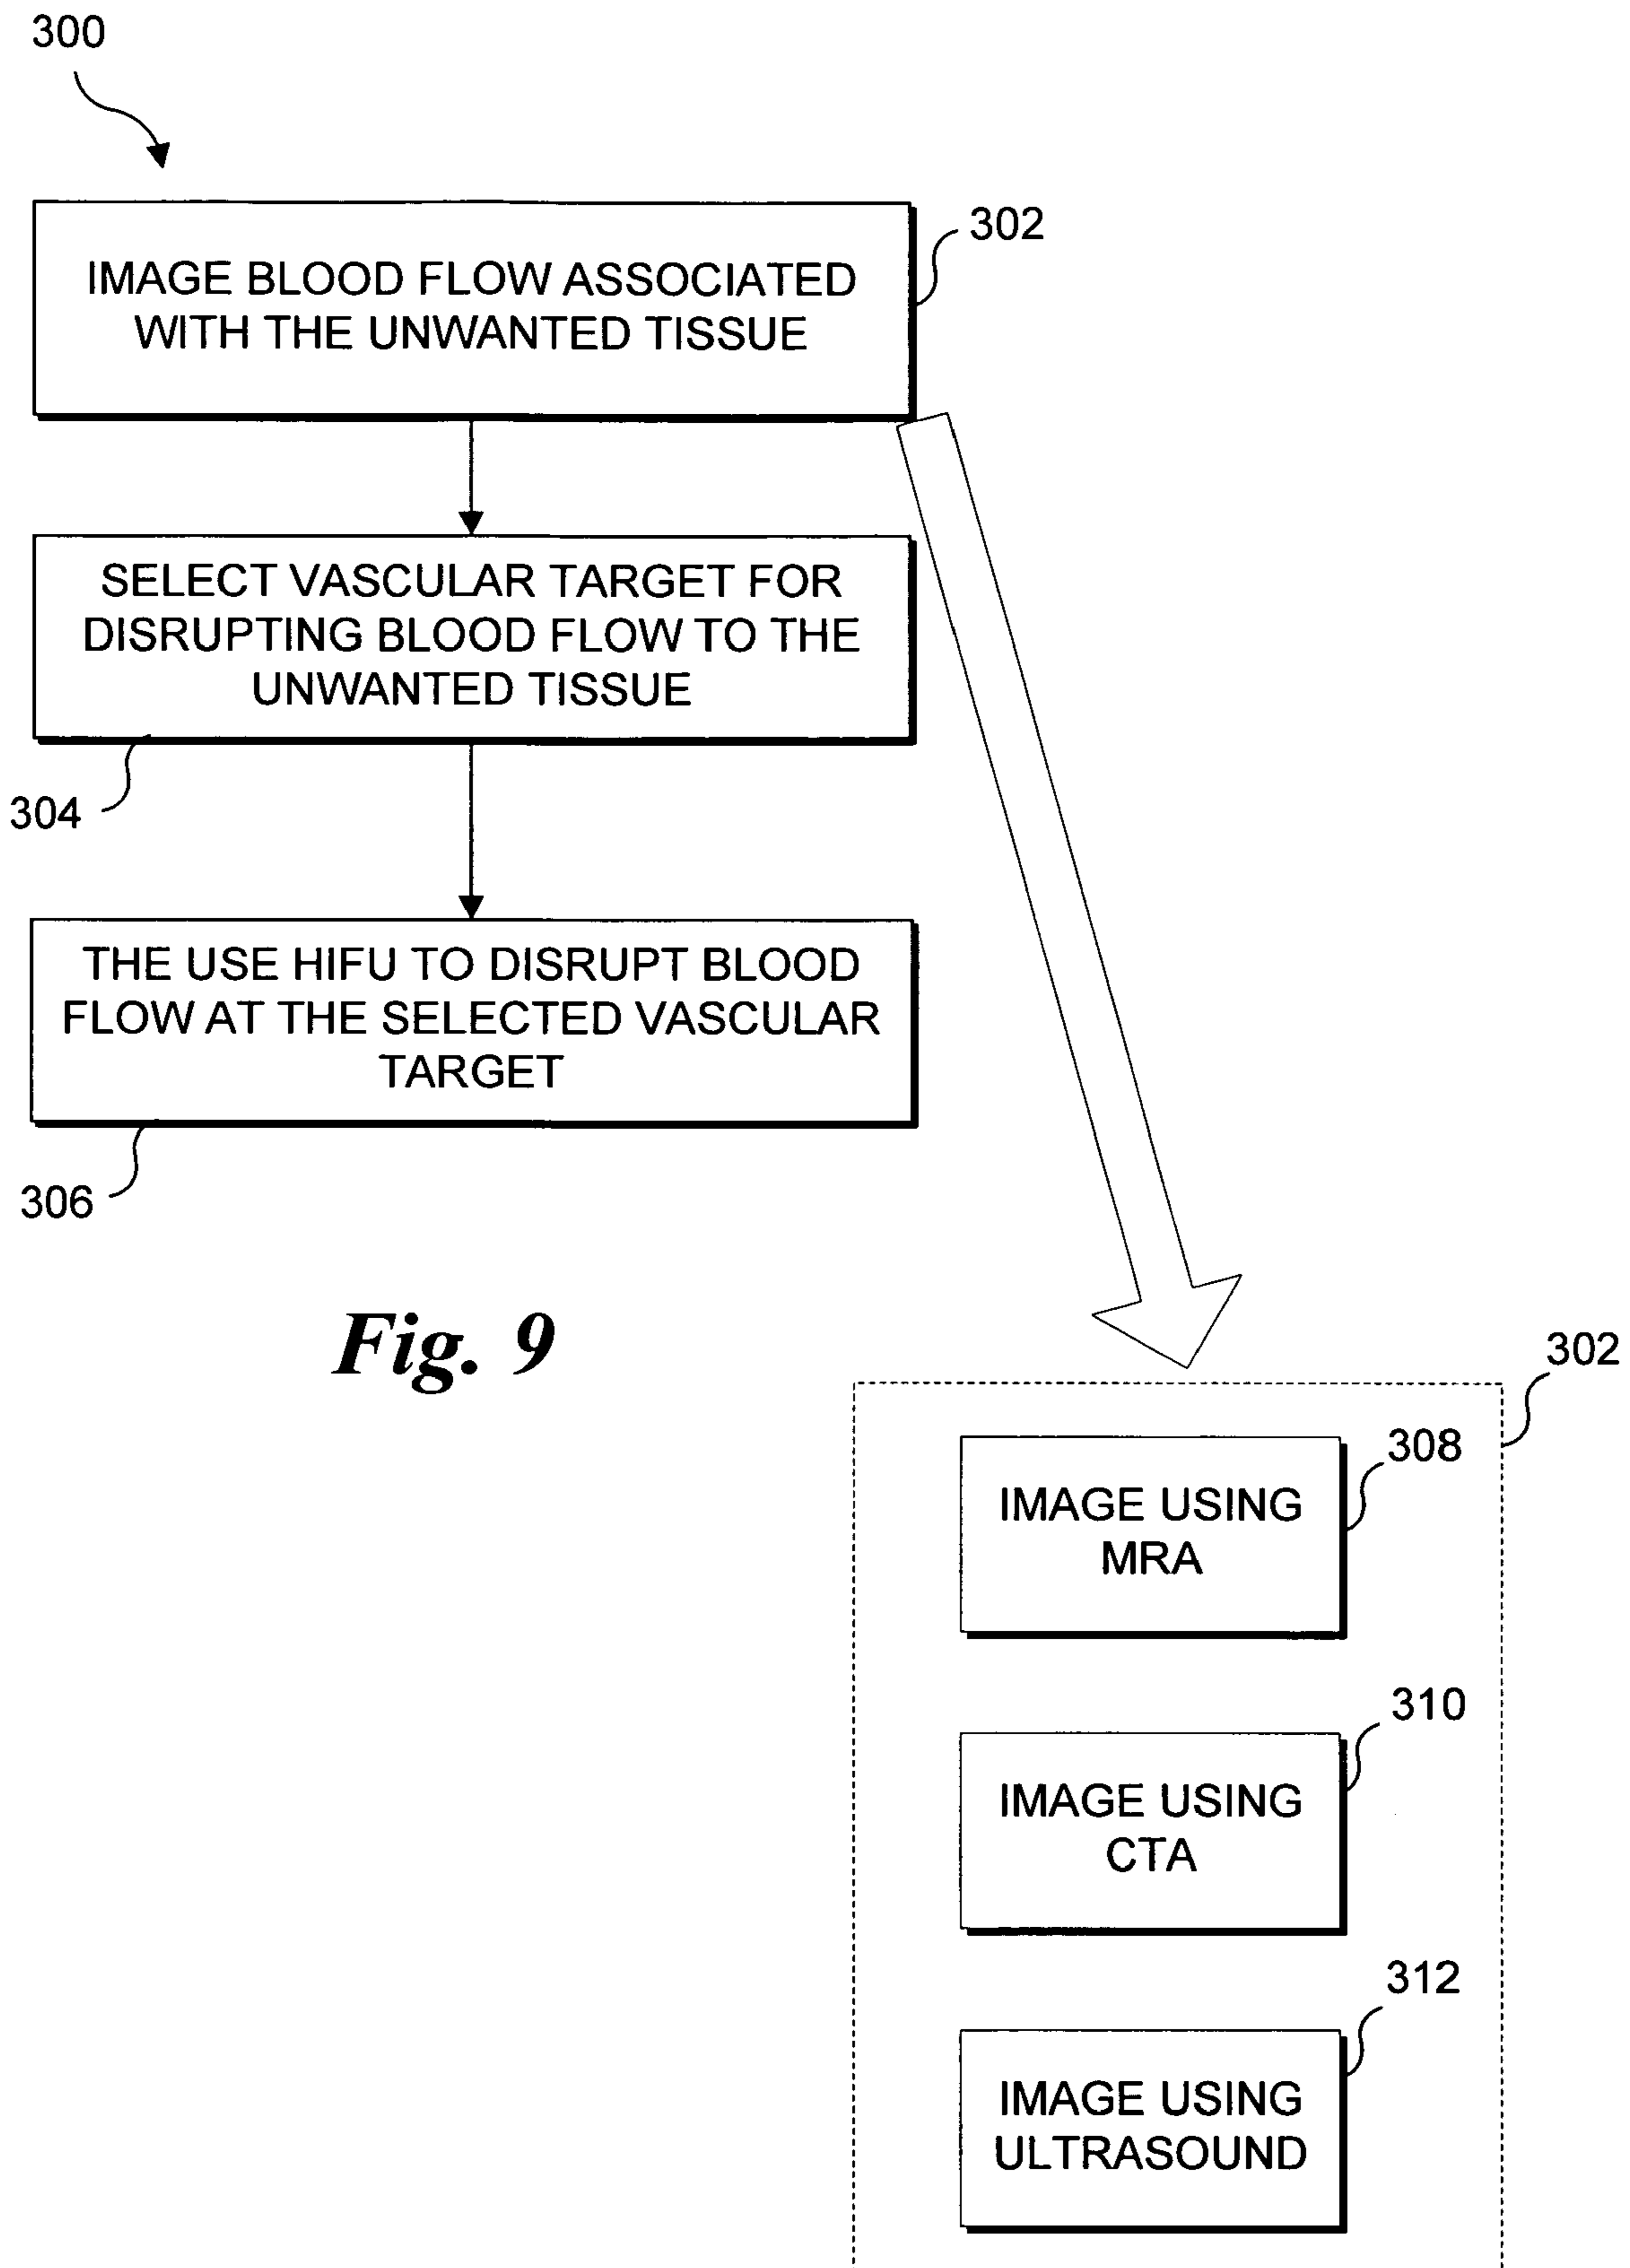 300
IMAGE BLOOD FLOW ASSOCIATED
WITH THE UNWANTED TISSUE
302
SELECT VASCULAR TARGET FOR
DISRUPTING BLOOD FLOW TO THE
UNWANTED TISSUE
304
THE USE HIFU TO DISRUPT BLOOD
FLOW AT THE SELECTED VASCULAR
TARGET
306
Fig. 9
302
308
IMAGE USING
MRA
310
IMAGE USING
CTA
312
IMAGE USING
ULTRASOUND